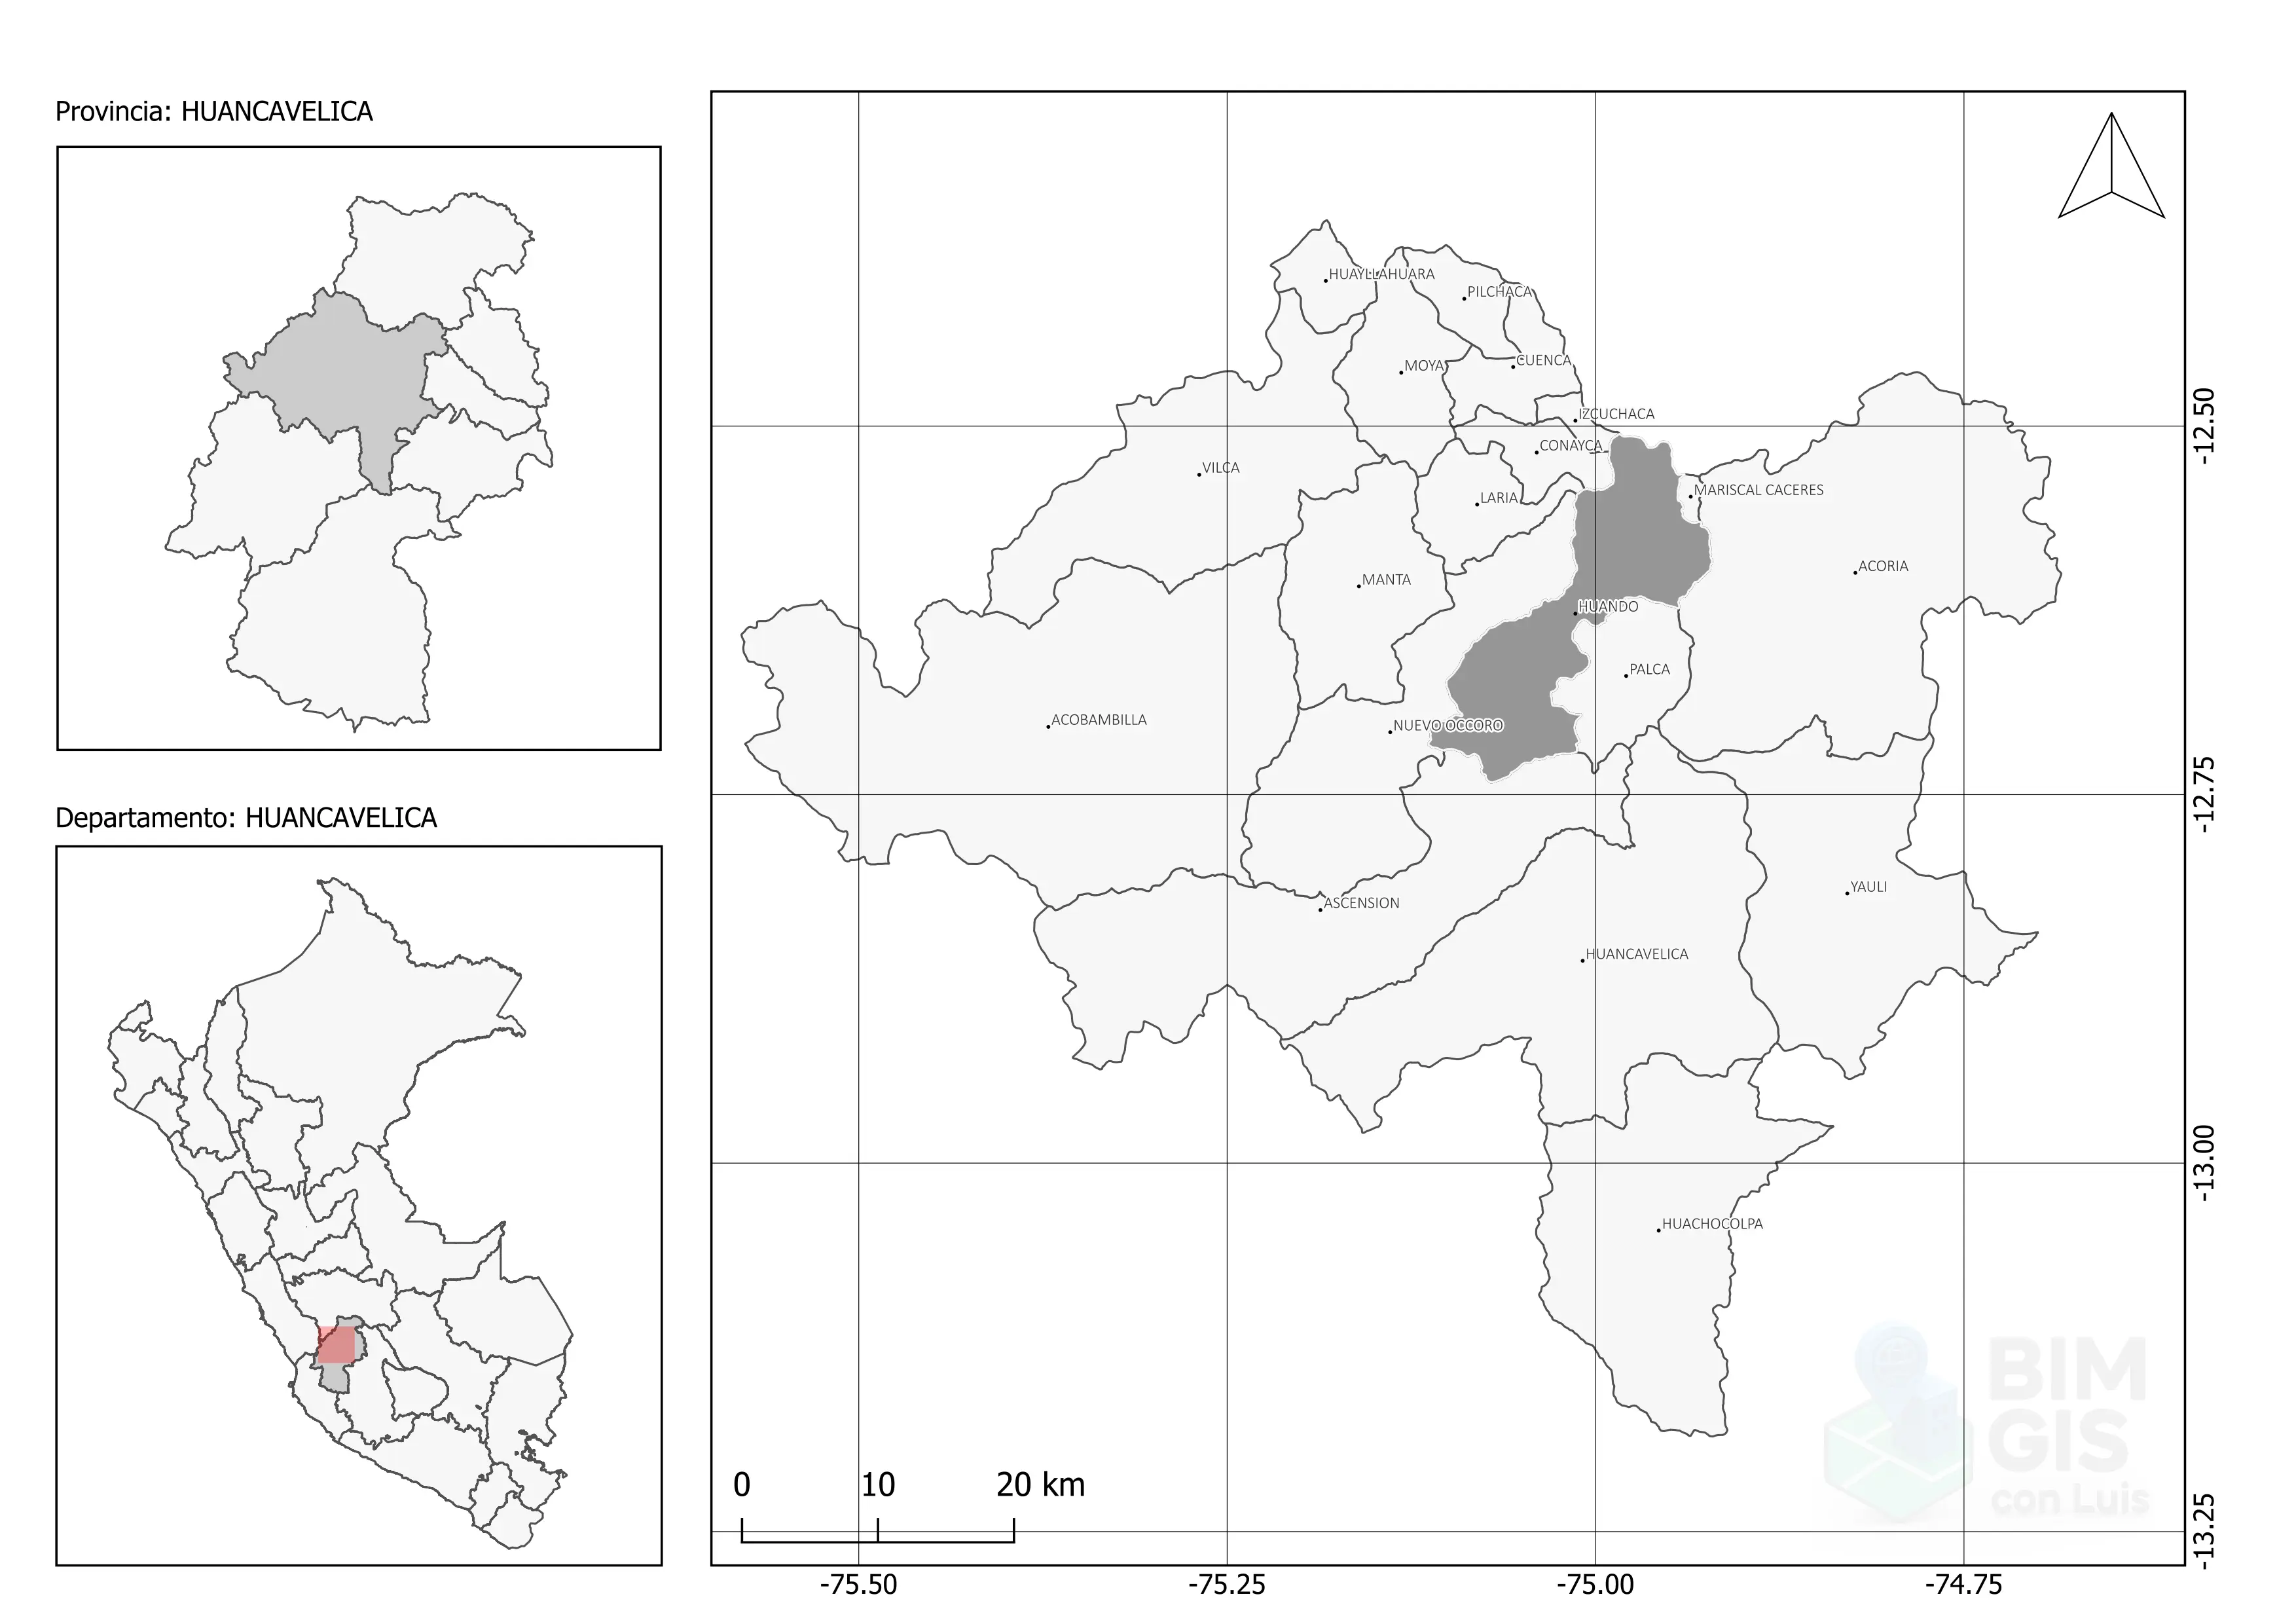 Provincia: HUANCAVELICA
Departamento: HUANCAVELICA
HUAYLLAHUARA
PILCHACA
MOYA
CUENCA
IZCUCHACA
CONAYCA
VILCA
LARIA
MARISCAL CACERES
ACORIA
MANTA
HUANDO
PALCA
ACOBAMBILLA
NUEVO OCCORO
YAULI
ASCENSION
HUANCAVELICA
HUACHOCOLPA
-12.50
-12.75
-13.00
-13.25
0 10 20 km
BIM
GIS
con Luis
-75.50 -75.25 -75.00 -74.75